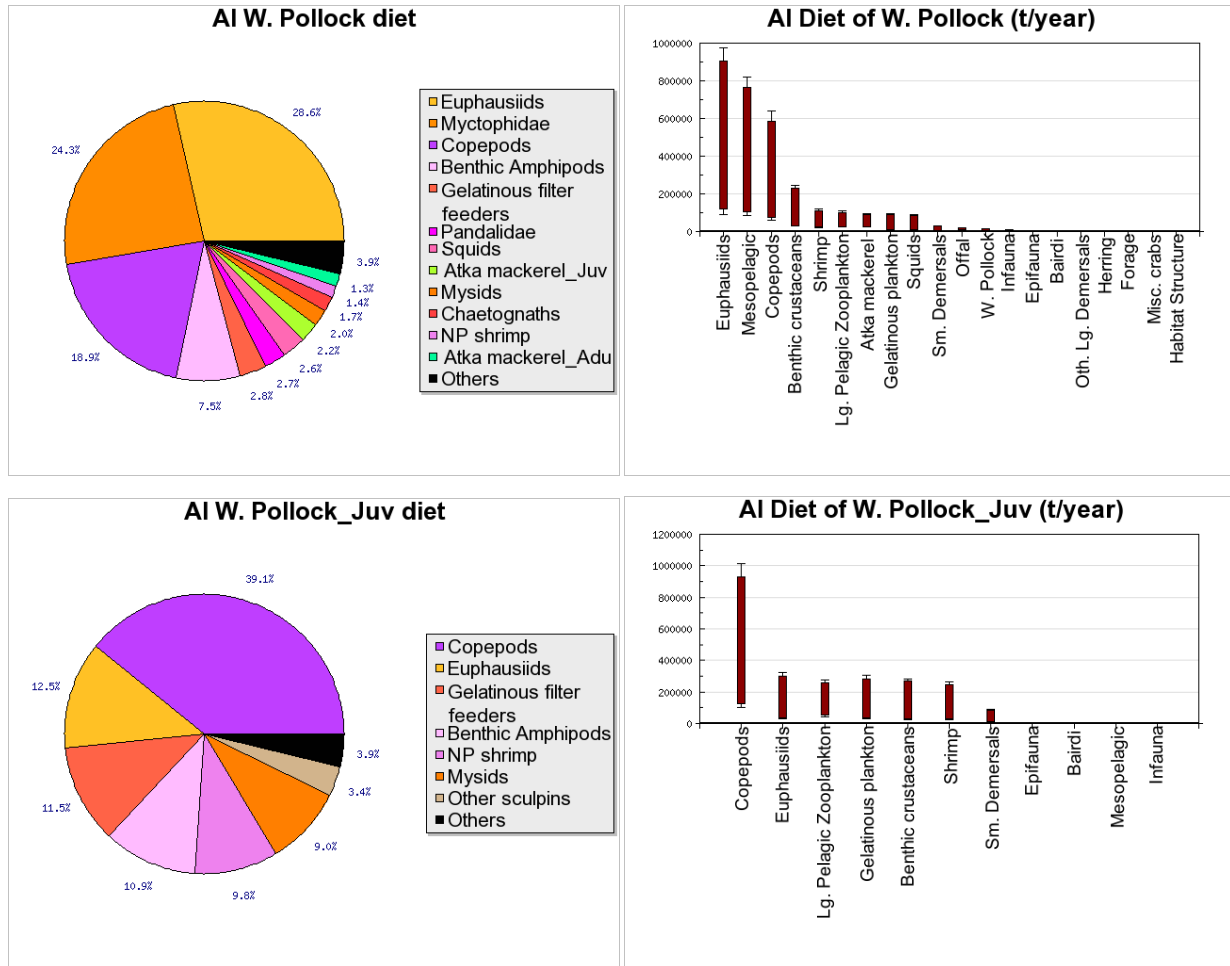 AI W. Pollock diet
28.6%
24.3%
18.9%
7.5%
2.8%
2.7%
2.6%
2.2%
2.0%
1.7%
1.4%
1.3%
3.9%
Euphausiids
Myctophidae
Copepods
Benthic Amphipods
Gelatinous filter
feeders
Pandalidae
Squids
Atka mackerel_Juv
Mysids
Chaetognaths
NP shrimp
Atka mackerel_Adu
Others
AI Diet of W. Pollock (t/year)
1000000
800000
600000
400000
200000
0
Euphausiids
Mesopelagic
Copepods
Benthic crustaceans
Shrimp
Lg. Pelagic Zooplankton
Atka mackerel
Gelatinous plankton
Squids
Sm. Demersals
Offal
W. Pollock
Infauna
Epifauna
Bairdi
Oth. Lg. Demersals
Herring
Forage
Misc. crabs
Habitat Structure
AI W. Pollock_Juv diet
39.1%
12.5%
11.5%
10.9%
9.8%
9.0%
3.4%
3.9%
Copepods
Euphausiids
Gelatinous filter
feeders
Benthic Amphipods
NP shrimp
Mysids
Other sculpins
Others
AI Diet of W. Pollock_Juv (t/year)
1200000
1000000
800000
600000
400000
200000
0
Copepods
Euphausiids
Lg. Pelagic Zooplankton
Gelatinous plankton
Benthic crustaceans
Shrimp
Sm. Demersals
Epifauna
Bairdi
Mesopelagic
Infauna